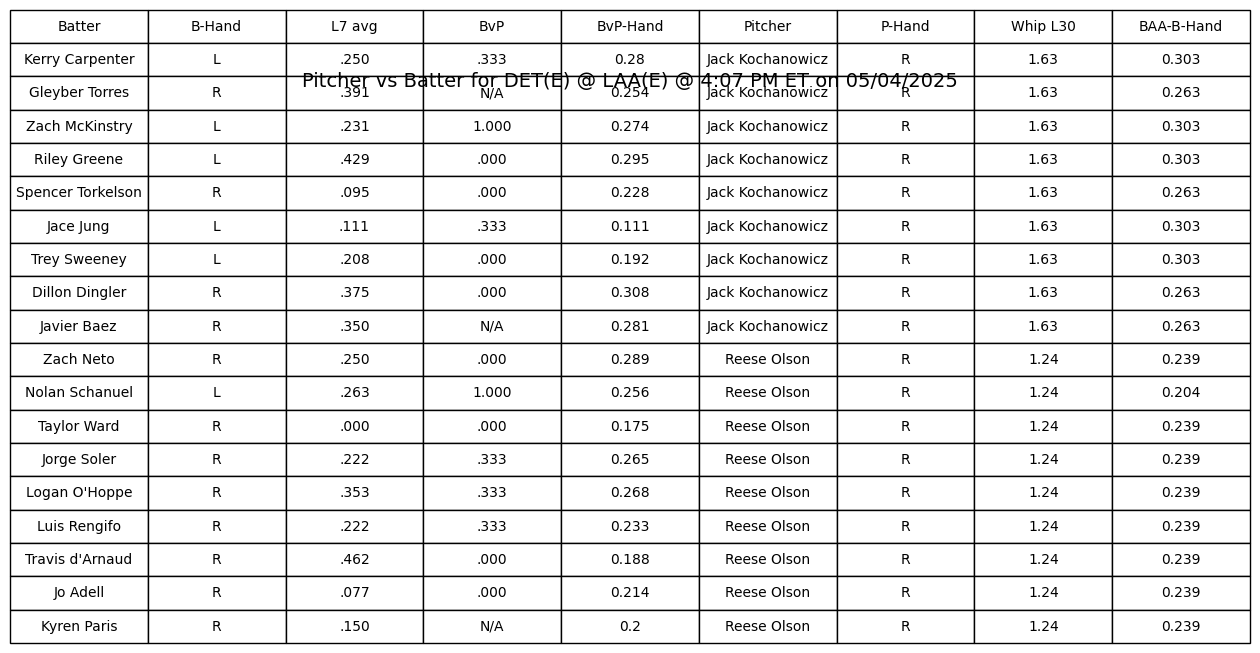 Batter B-Hand L7 avg BvP BvP-Hand Pitcher P-Hand Whip L30 BAA-B-Hand
Kerry Carpenter L .250 .333 0.28 Jack Kochanowicz R 1.63 0.303
Pitcher vs Batter for DET(E) @ LAA(E) @ 4:07 PM ET on 05/04/2025
Gleyber Torres R .391 N/A 0.254 Jack Kochanowicz R 1.63 0.263
Zach McKinstry L .231 1.000 0.274 Jack Kochanowicz R 1.63 0.303
Riley Greene L .429 .000 0.295 Jack Kochanowicz R 1.63 0.303
Spencer Torkelson R .095 .000 0.228 Jack Kochanowicz R 1.63 0.263
Jace Jung L .111 .333 0.111 Jack Kochanowicz R 1.63 0.303
Trey Sweeney L .208 .000 0.192 Jack Kochanowicz R 1.63 0.303
Dillon Dingler R .375 .000 0.308 Jack Kochanowicz R 1.63 0.263
Javier Baez R .350 N/A 0.281 Jack Kochanowicz R 1.63 0.263
Zach Neto R .250 .000 0.289 Reese Olson R 1.24 0.239
Nolan Schanuel L .263 1.000 0.256 Reese Olson R 1.24 0.204
Taylor Ward R .000 .000 0.175 Reese Olson R 1.24 0.239
Jorge Soler R .222 .333 0.265 Reese Olson R 1.24 0.239
Logan O'Hoppe R .353 .333 0.268 Reese Olson R 1.24 0.239
Luis Rengifo R .222 .333 0.233 Reese Olson R 1.24 0.239
Travis d'Arnaud R .462 .000 0.188 Reese Olson R 1.24 0.239
Jo Adell R .077 .000 0.214 Reese Olson R 1.24 0.239
Kyren Paris R .150 N/A 0.2 Reese Olson R 1.24 0.239